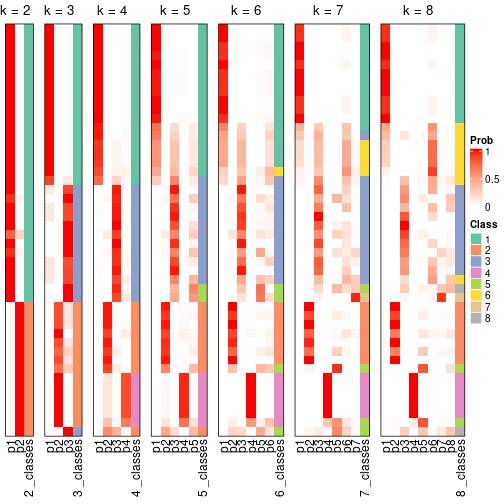 k = 2 k = 3 k = 4 k = 5 k = 6 k = 7 k = 8
Prob
1
0.5
0
Class
1
2
3
4
5
6
7
8
p1 p2 2_classes
p1 p2 p3 3_classes
p1 p2 p3 p4 4_classes
p1 p2 p3 p4 p5 5_classes
p1 p2 p3 p4 p5 p6 6_classes
p1 p2 p3 p4 p5 p6 p7 7_classes
p1 p2 p3 p4 p5 p6 p7 p8 8_classes